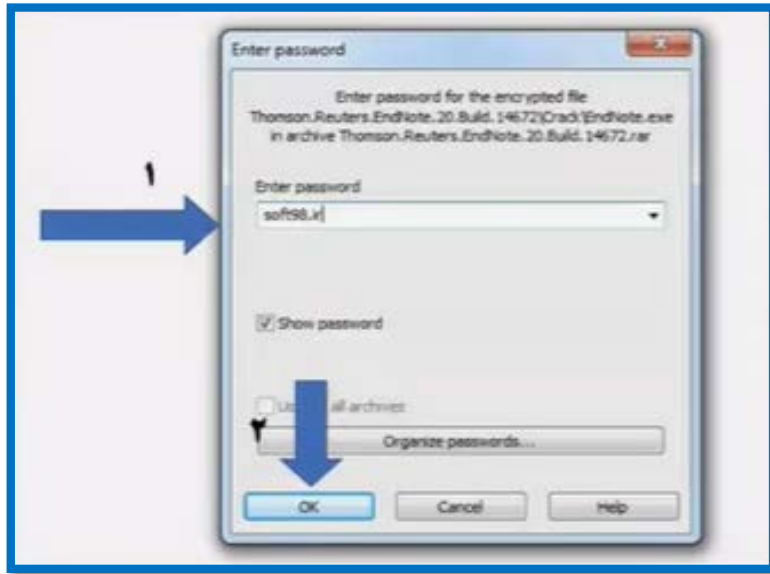 Enter password
Enter password for the encrypted file
Thomson.Reuters.EndNote.20.Build.14672\Crack\EndNote.exe
in archive Thomson.Reuters.EndNote.20.Build.14672.rar
۱
Enter password
soft98.ir
Show password
all archives
۲
Organize passwords...
OK
Cancel
Help